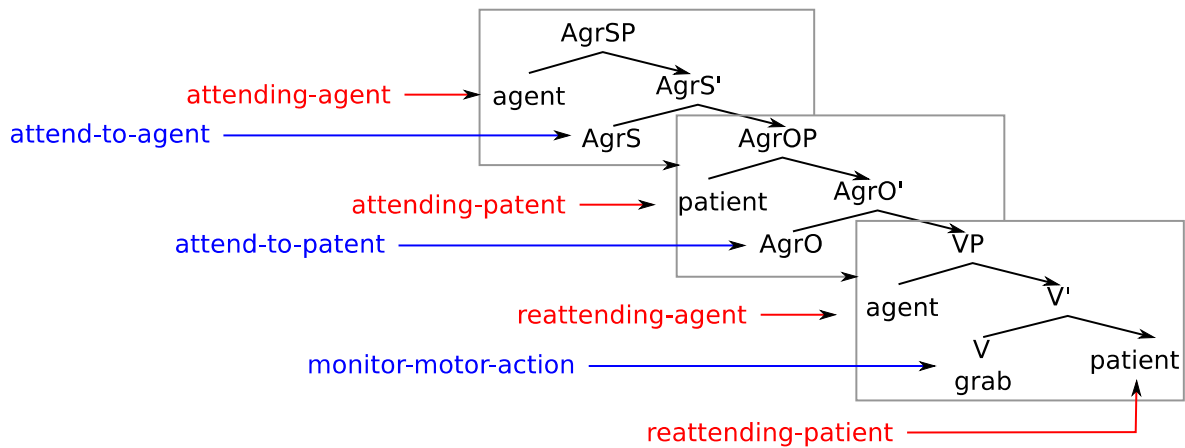 AgrSP
attending-agent
agent
AgrS'
attend-to-agent
AgrS
AgrOP
attending-patent
patient
AgrO'
attend-to-patent
AgrO
VP
reattending-agent
agent
V'
monitor-motor-action
V
grab
patient
reattending-patient